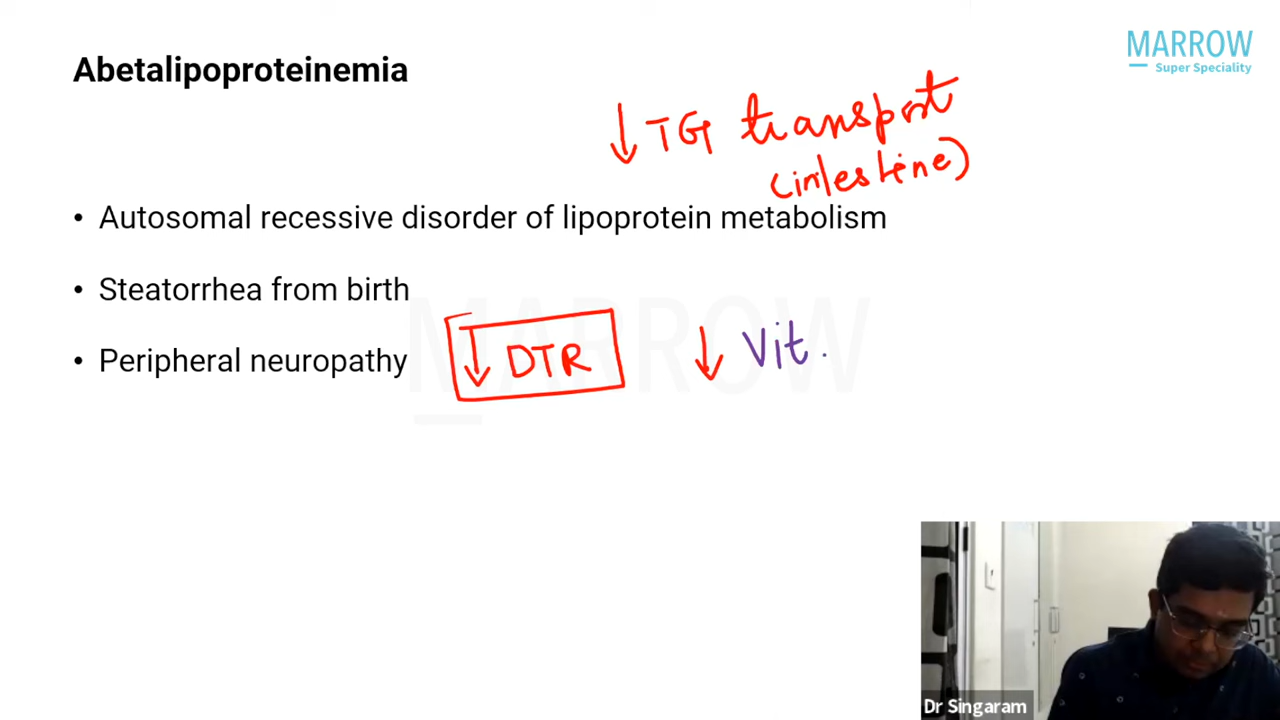 MARROW
Super Speciality
Abetalipoproteinemia
↓ TG transport
(intestine)
• Autosomal recessive disorder of lipoprotein metabolism
• Steatorrhea from birth
• Peripheral neuropathy ↓ DTR ↓ Vit.
MARROW
Dr Singaram